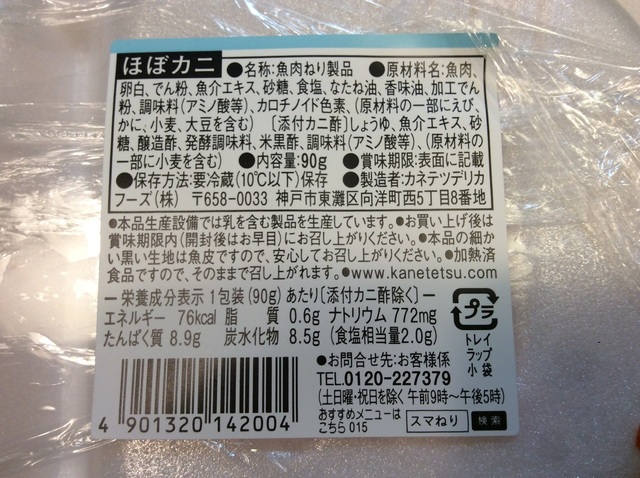 ほぼカニ ●名称:魚肉ねり製品 ●原材料名:魚肉、
卵白、でん粉、魚介エキス、砂糖、食塩、なたね油、香味油、加工でん
粉、調味料(アミノ酸等)、カロチノイド色素、(原材料の一部にえび、
かに、小麦、大豆を含む) 〔添付カニ酢〕しょうゆ、魚介エキス、砂
糖、醸造酢、発酵調味料、米黒酢、調味料(アミノ酸等)、(原材料の
一部に小麦を含む) ●内容量:90g ●賞味期限:表面に記載
●保存方法:要冷蔵(10℃以下)保存 ●製造者:カネテツデリカ
フーズ(株) 〒658-0033 神戸市東灘区向洋町西5丁目8番地
●本品生産設備では乳を含む製品を生産しています。●お買い上げ後は
賞味期限内(開封後はお早目)にお召し上がりください。●本品の細か
い黒い生地は魚皮ですので、安心してお召し上がりください。●加熱済
食品ですので、そのままで召し上がれます。●www.kanetetsu.com
栄養成分表示 1包装(90g)あたり〔添付カニ酢除く〕
エネルギー 76kcal 脂質 0.6g ナトリウム 772mg
たんぱく質 8.9g 炭水化物 8.5g (食塩相当量2.0g)
プラ
トレイ
ラップ
小袋
●お問合せ先:お客様係
TEL.0120-227379
(土日曜・祝日を除く 午前9時〜午後5時)
おすすめメニューは
こちら 015 スマねり 検索
4 901320 142004